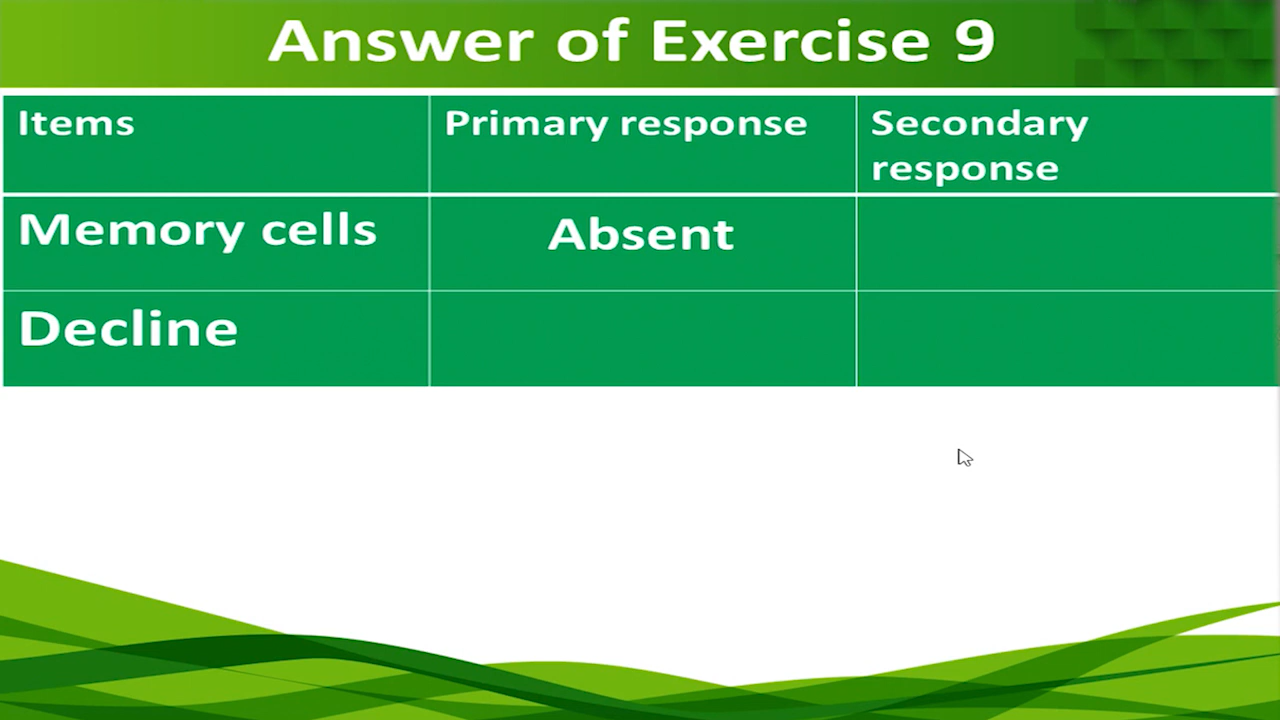 Answer of Exercise 9
Items
Primary response
Secondary
response
Memory cells
Absent
Decline